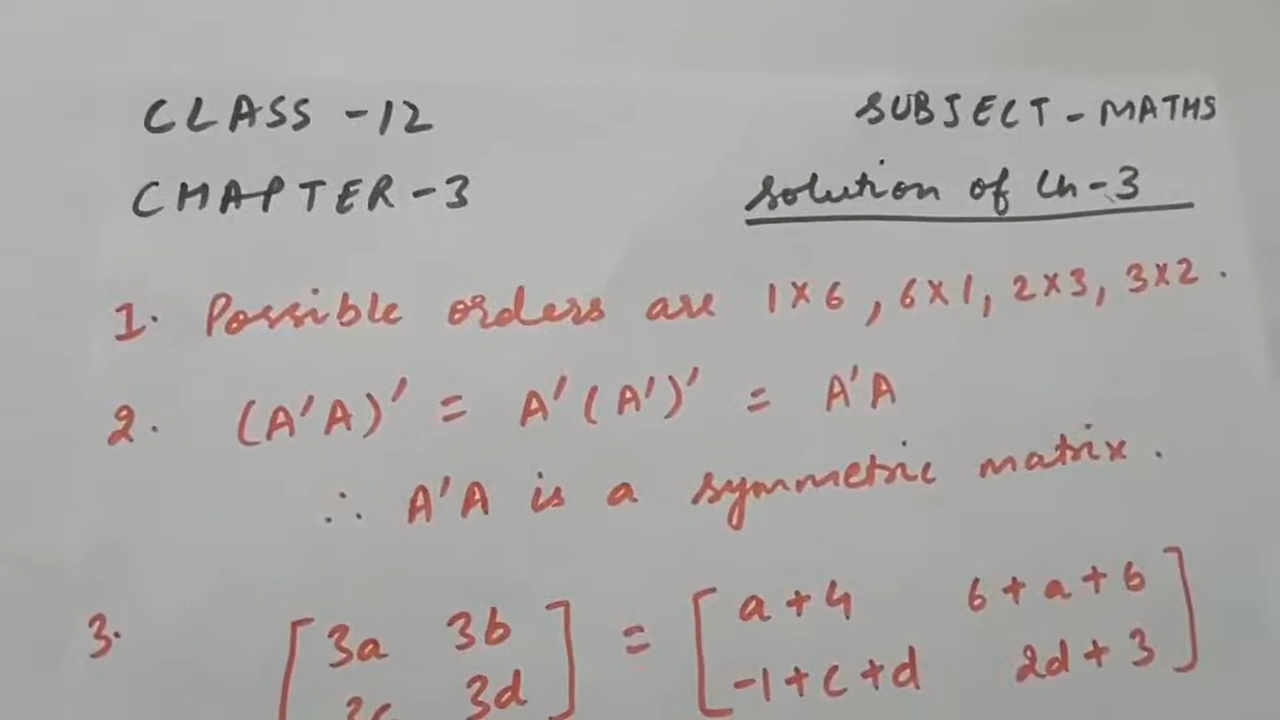 CLASS -12
SUBJECT - MATHS
CHAPTER -3
solution of Ch-3
1. Possible orders are 1×6, 6×1, 2×3, 3×2.
2. (A'A)' = A'(A')' = A'A
∴ A'A is a symmetric matrix.
3. [3a 3b] = [a+4 6+a+b]
[3c 3d] [-1+c+d 2d+3]